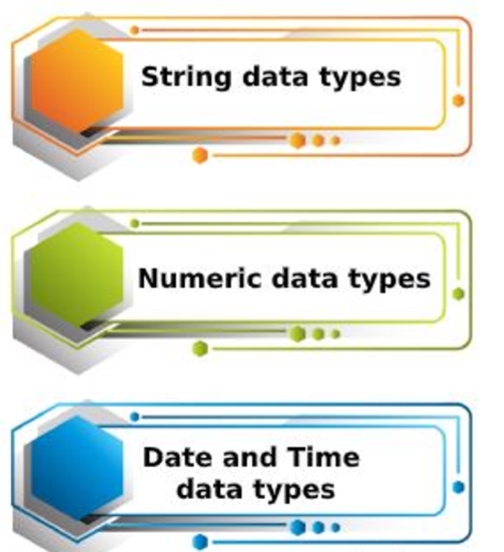 String data types
Numeric data types
Date and Time
data types